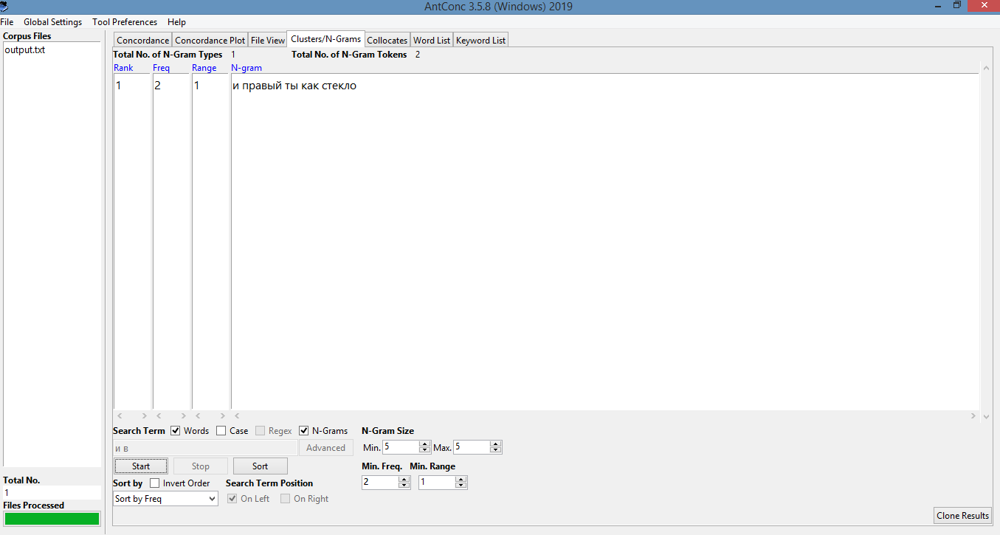 AntConc 3.5.8 (Windows) 2019
File Global Settings Tool Preferences Help
Corpus Files
output.txt
Concordance Concordance Plot File View Clusters/N-Grams Collocates Word List Keyword List
Total No. of N-Gram Types 1 Total No. of N-Gram Tokens 2
Rank Freq Range N-gram
1 2 1 и правый ты как стекло
Search Term Words Case Regex N-Grams N-Gram Size
и в Advanced Min. 5 Max. 5
Start Stop Sort Min. Freq. Min. Range
Sort by Invert Order Search Term Position 2 1
Sort by Freq On Left On Right
Total No.
1
Files Processed
Clone Results